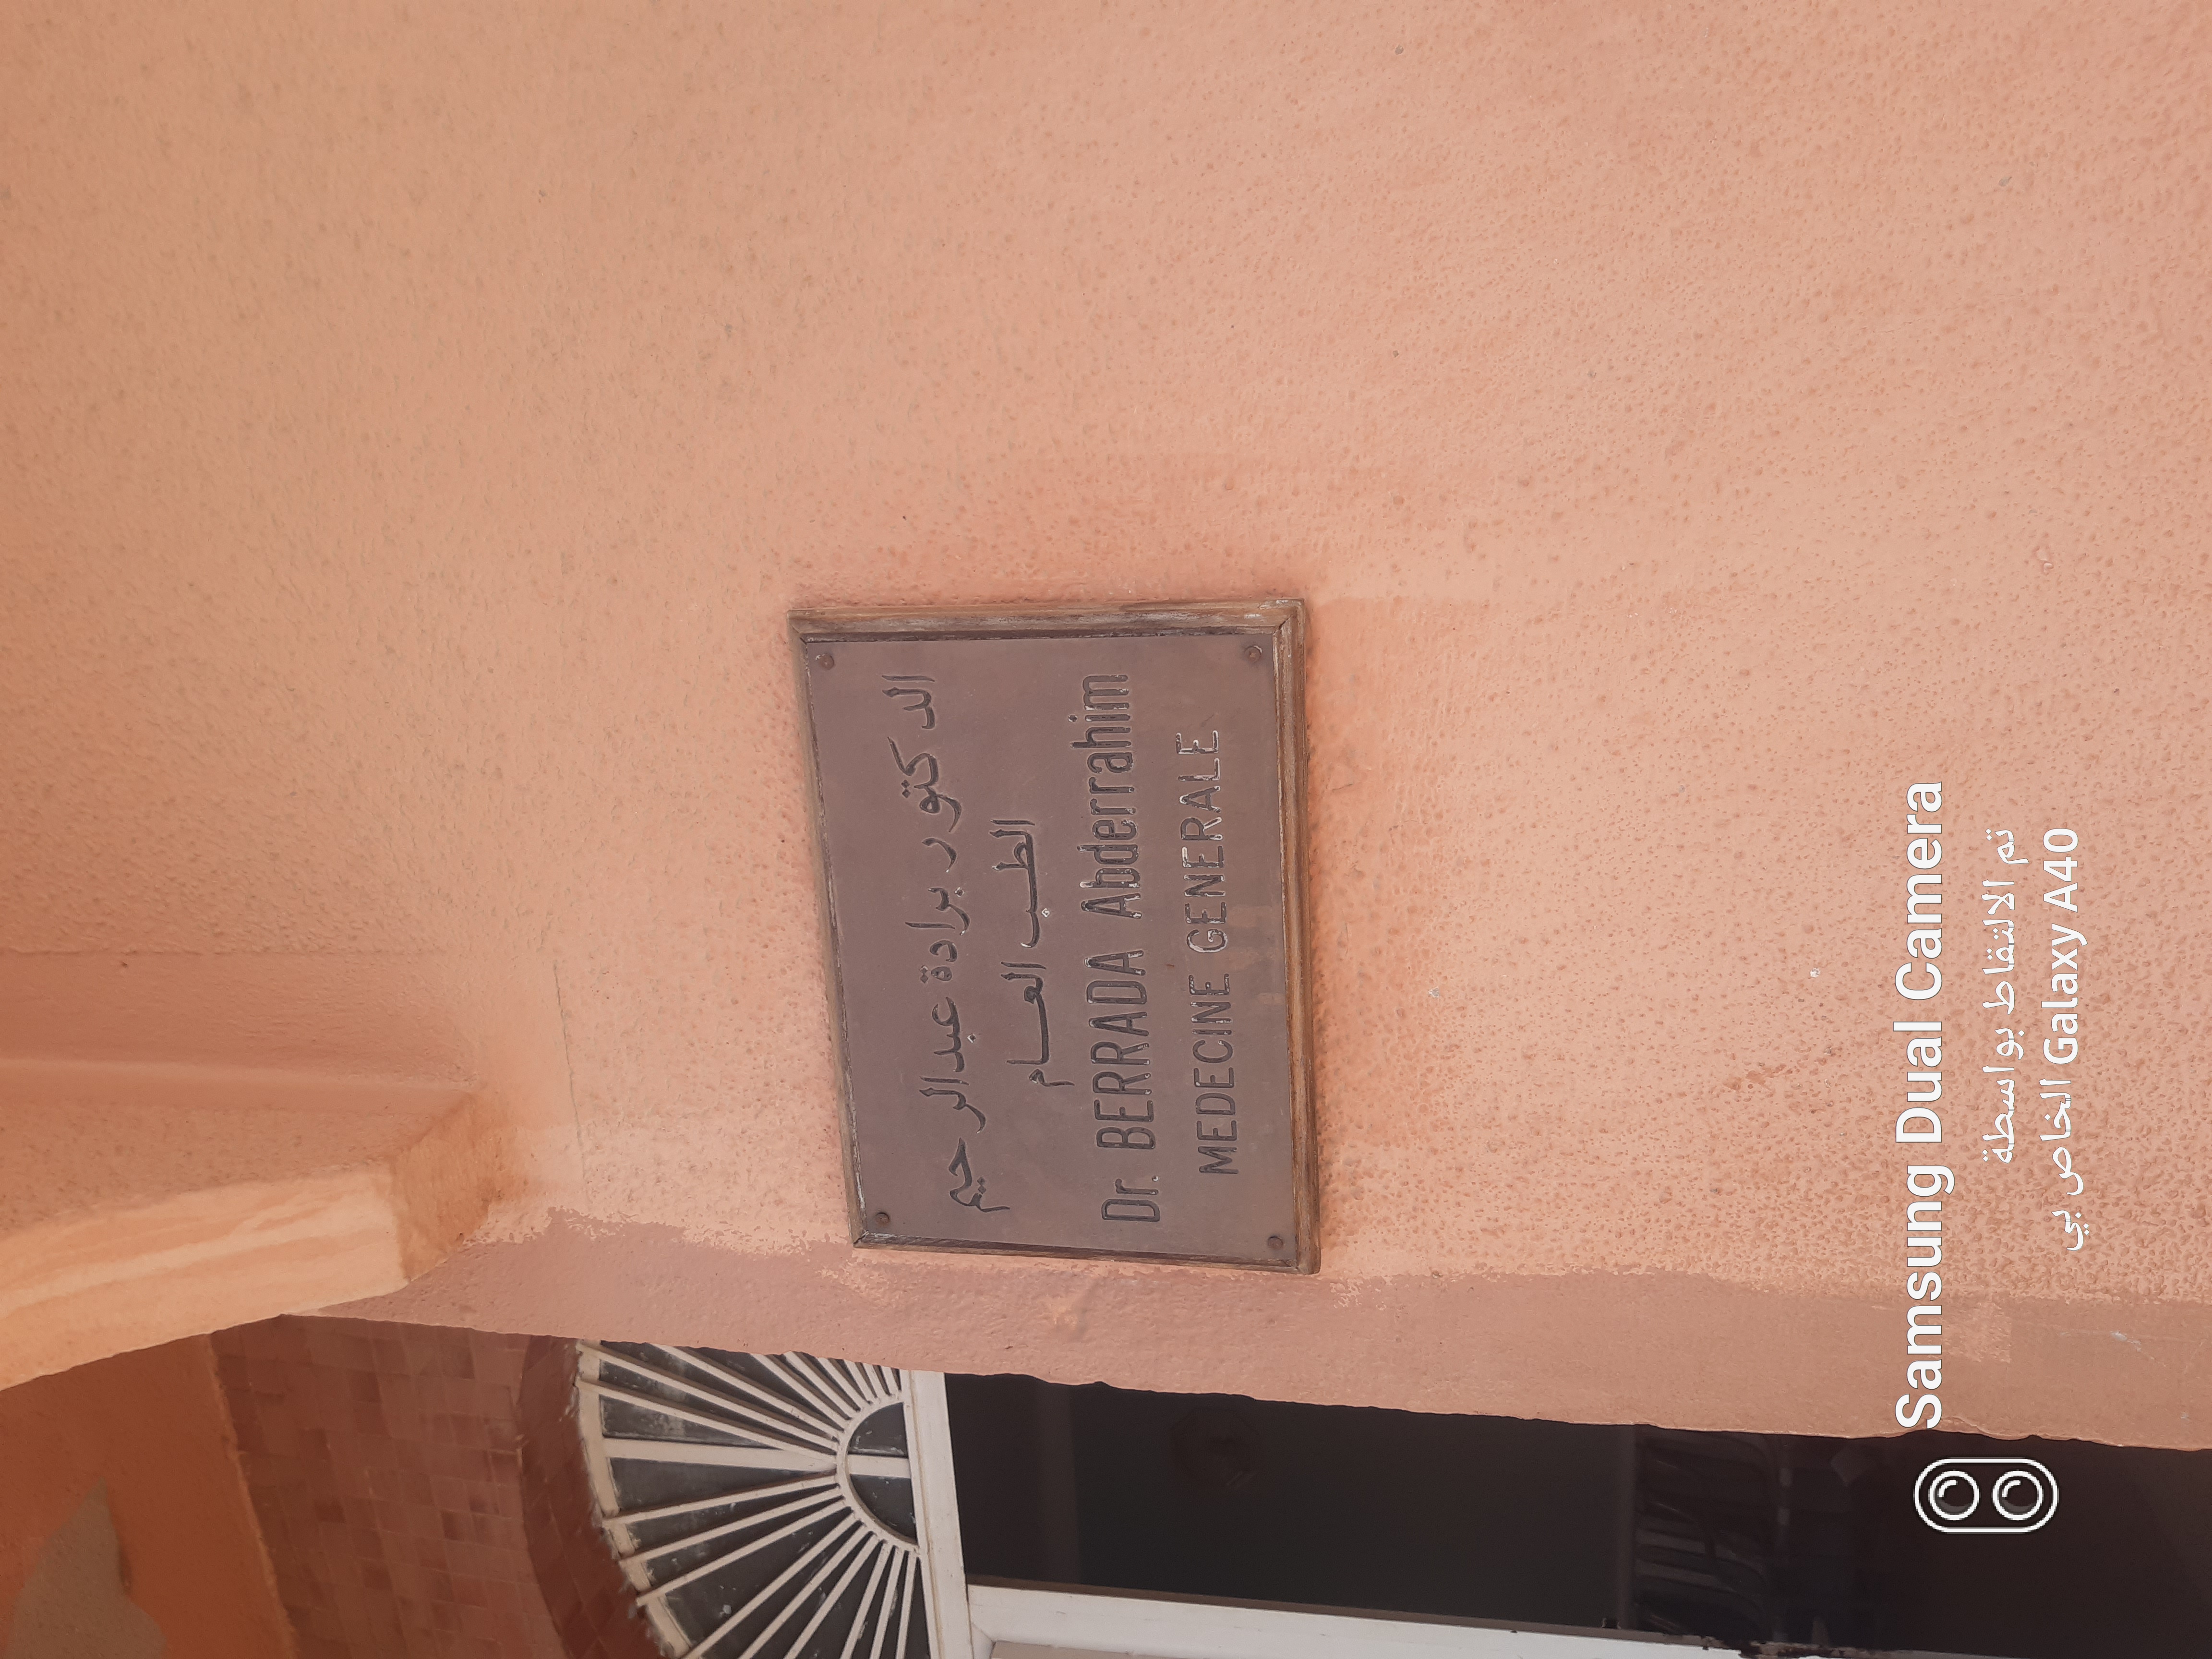 الدكتور برادة عبدالرحيم
الطب العام
Dr. BERRADA Abderrahim
MEDECINE GENERALE
Samsung Dual Camera
تم الالتقاط بواسطة
الخاص بي Galaxy A40